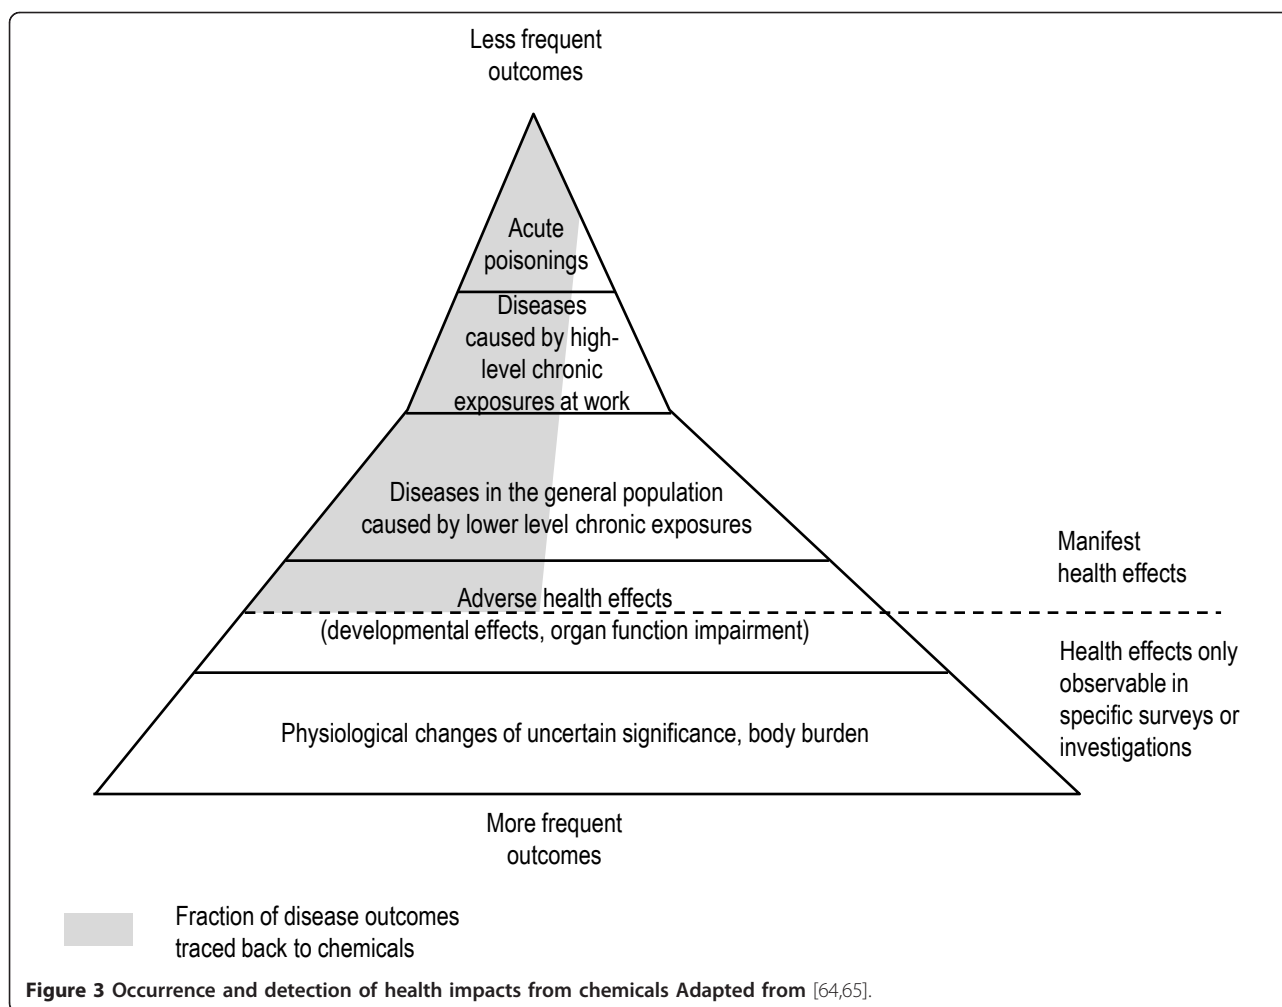 Less frequent
outcomes
Acute
poisonings
Diseases
caused by high-
level chronic
exposures at work
Diseases in the general population
caused by lower level chronic exposures
Manifest
health effects
Adverse health effects
(developmental effects, organ function impairment)
Health effects only
observable in
specific surveys or
investigations
Physiological changes of uncertain significance, body burden
More frequent
outcomes
Fraction of disease outcomes
traced back to chemicals
Figure 3 Occurrence and detection of health impacts from chemicals Adapted from [64,65].